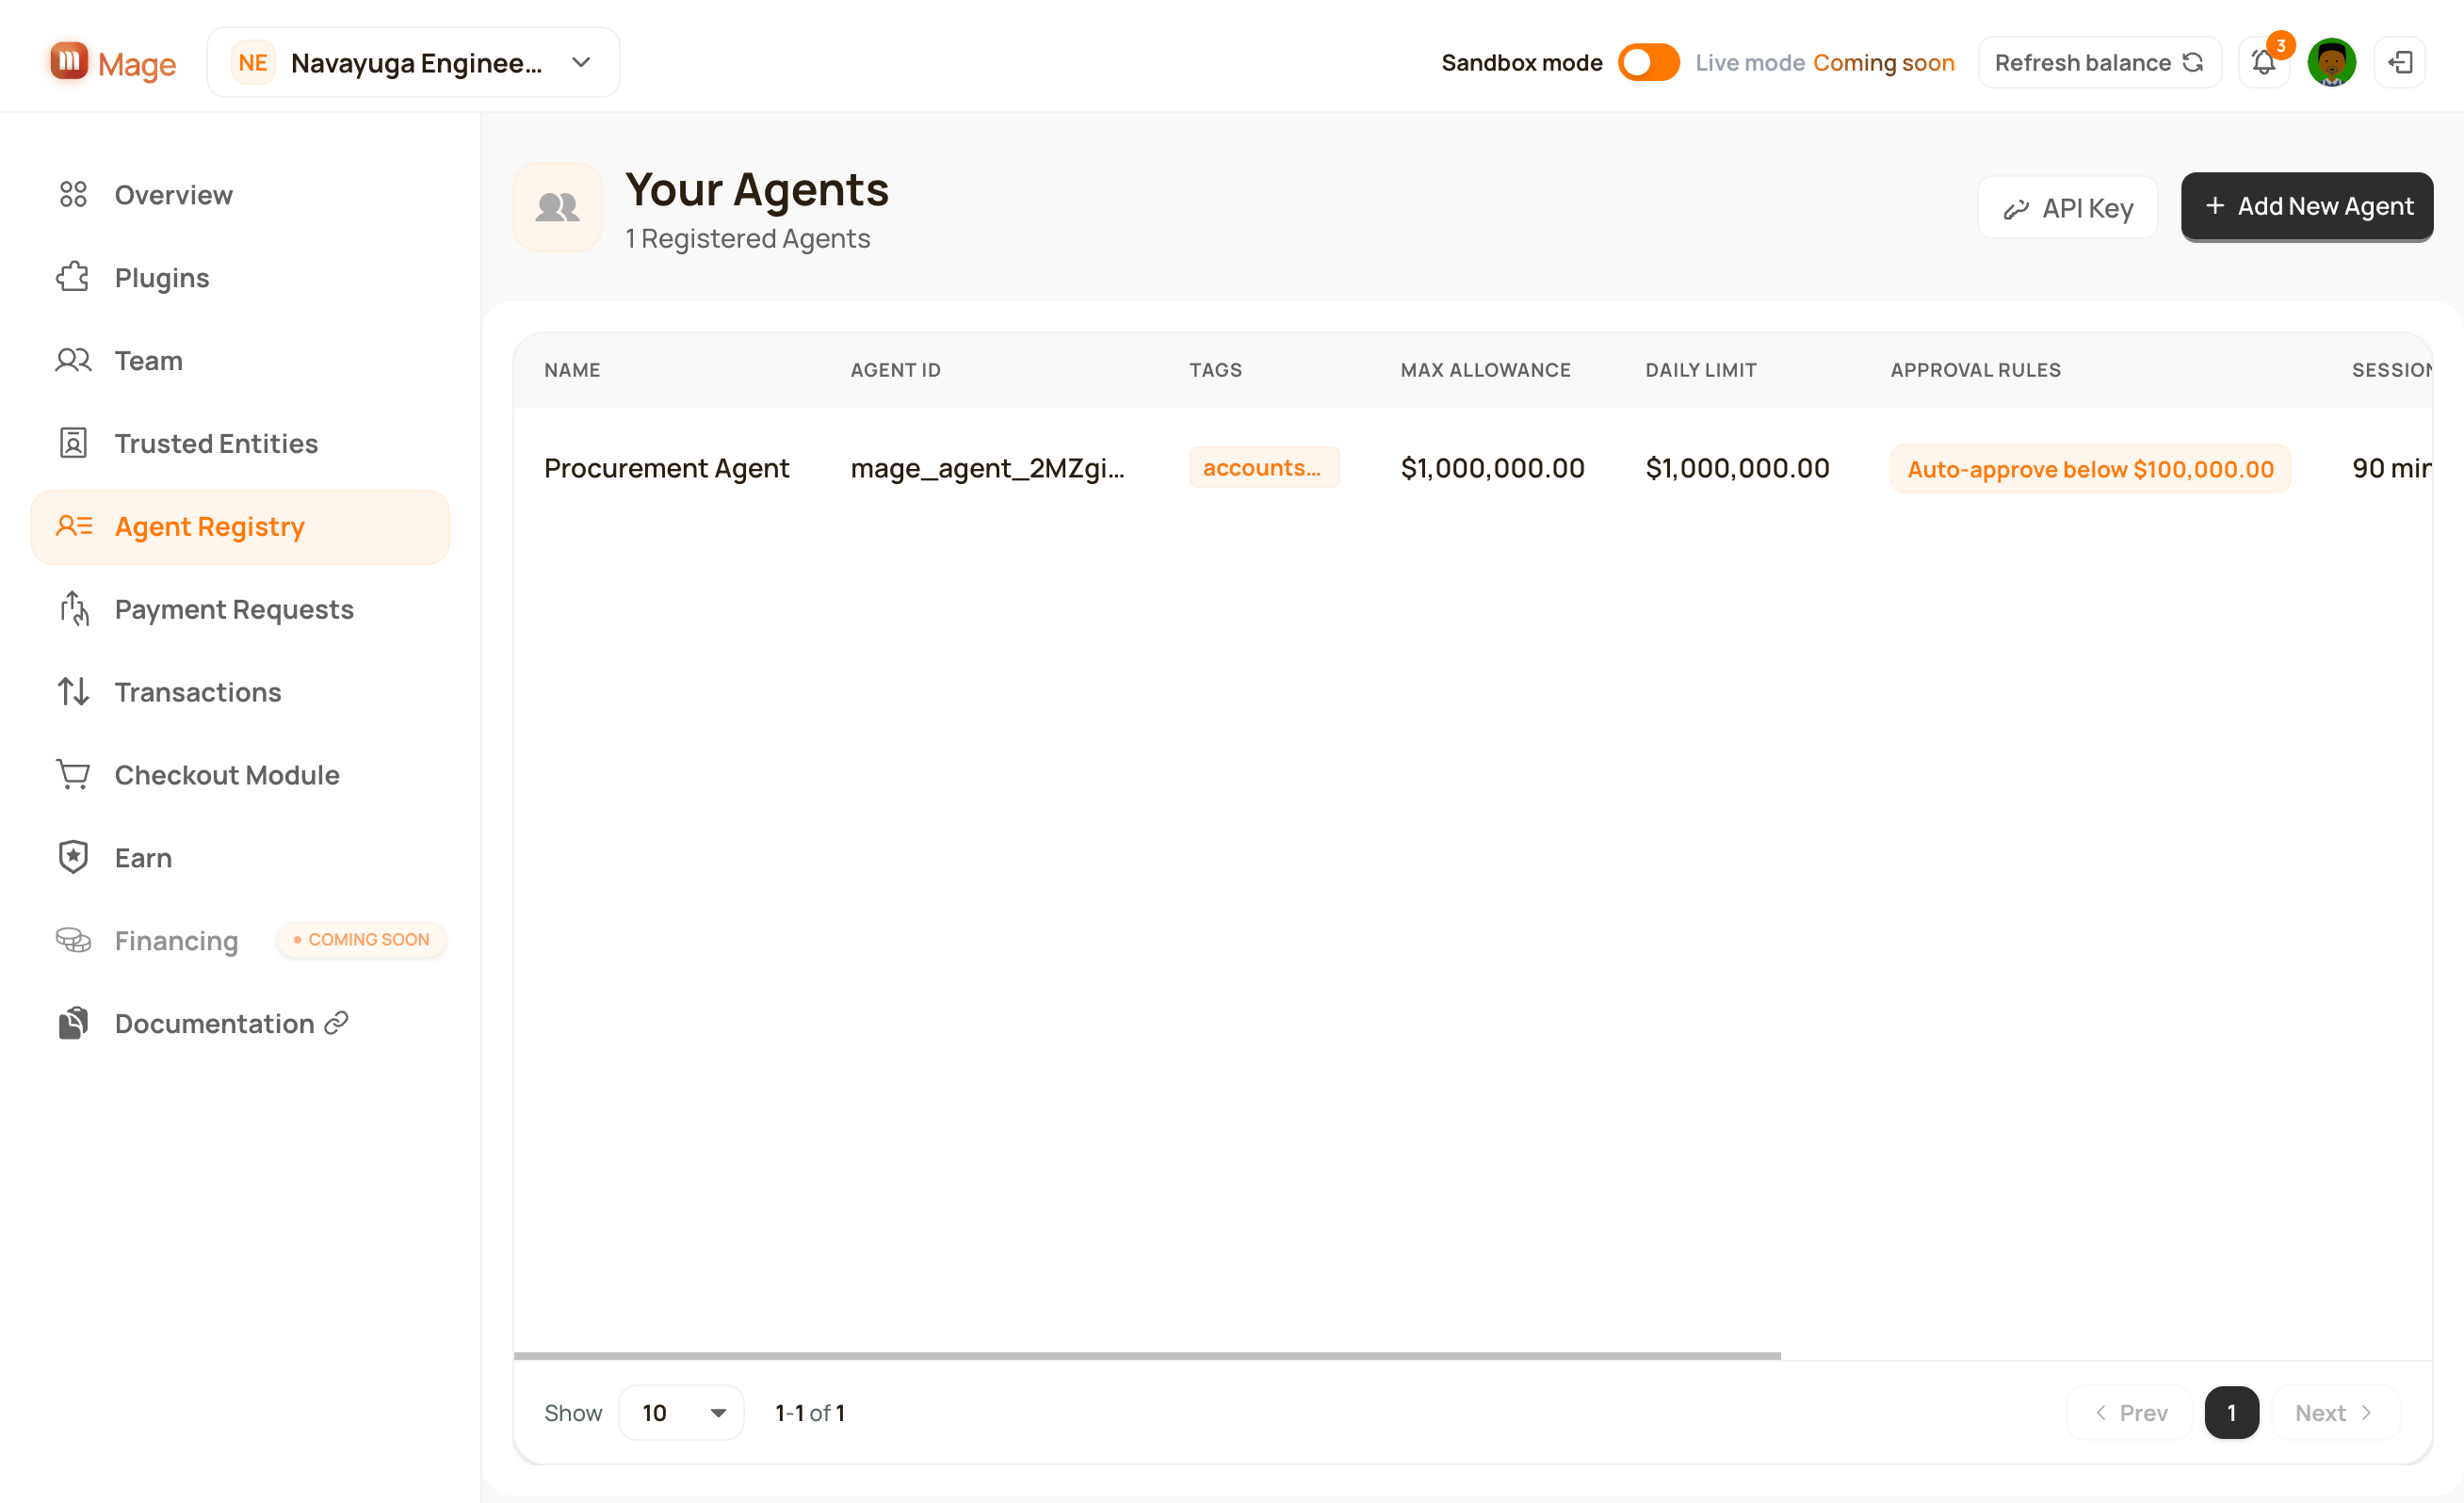 Mage
NE Navayuga Enginee...
Sandbox mode Live mode Coming soon Refresh balance 3
Overview
Plugins
Team
Trusted Entities
Agent Registry
Payment Requests
Transactions
Checkout Module
Earn
Financing COMING SOON
Documentation
Your Agents
1 Registered Agents
API Key + Add New Agent
NAME AGENT ID TAGS MAX ALLOWANCE DAILY LIMIT APPROVAL RULES SESSION
Procurement Agent mage_agent_2MZgi... accounts... $1,000,000.00 $1,000,000.00 Auto-approve below $100,000.00 90 min
Show 10 1-1 of 1 Prev 1 Next